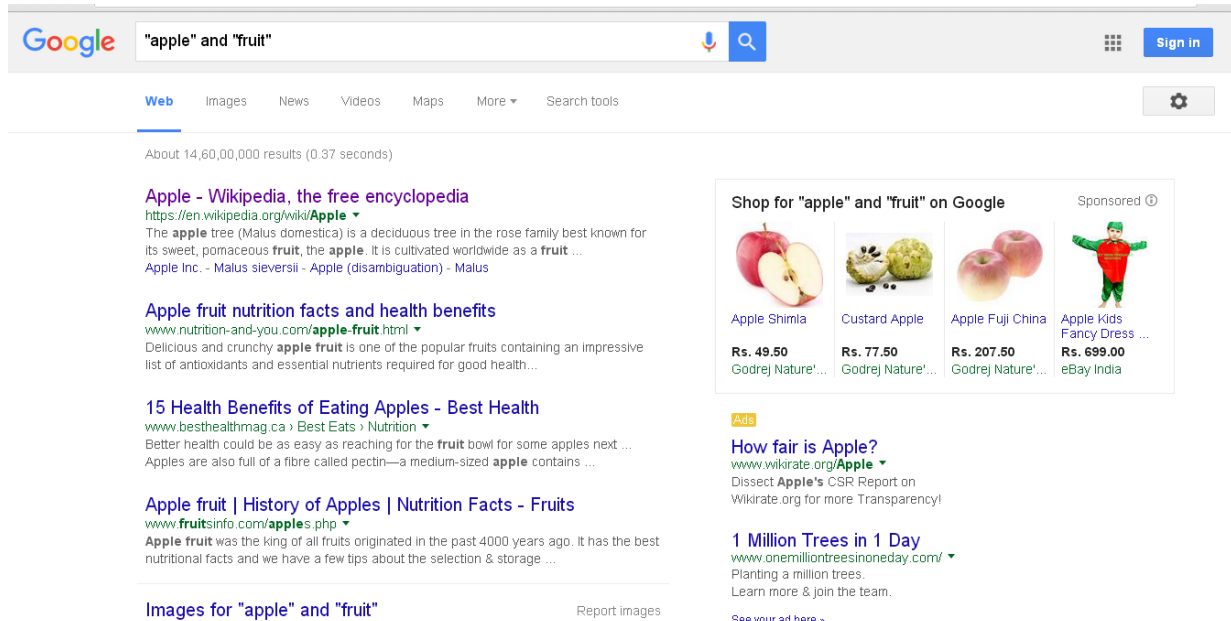 Google
"apple" and "fruit"
Sign in
Web Images News Videos Maps More Search tools
About 14,60,00,000 results (0.37 seconds)
Apple - Wikipedia, the free encyclopedia
https://en.wikipedia.org/wiki/Apple
The apple tree (Malus domestica) is a deciduous tree in the rose family best known for
its sweet, pomaceous fruit, the apple. It is cultivated worldwide as a fruit ...
Apple Inc. - Malus sieversii - Apple (disambiguation) - Malus
Apple fruit nutrition facts and health benefits
www.nutrition-and-you.com/apple-fruit.html
Delicious and crunchy apple fruit is one of the popular fruits containing an impressive
list of antioxidants and essential nutrients required for good health...
15 Health Benefits of Eating Apples - Best Health
www.besthealthmag.ca › Best Eats › Nutrition
Better health could be as easy as reaching for the fruit bowl for some apples next ...
Apples are also full of a fibre called pectin—a medium-sized apple contains ...
Apple fruit | History of Apples | Nutrition Facts - Fruits
www.fruitsinfo.com/apples.php
Apple fruit was the king of all fruits originated in the past 4000 years ago. It has the best
nutritional facts and we have a few tips about the selection & storage ...
Images for "apple" and "fruit" Report images
Shop for "apple" and "fruit" on Google Sponsored
Apple Shimla
Rs. 49.50
Godrej Nature'...
Custard Apple
Rs. 77.50
Godrej Nature'...
Apple Fuji China
Rs. 207.50
Godrej Nature'...
Apple Kids
Fancy Dress ...
Rs. 699.00
eBay India
Ads
How fair is Apple?
www.wikirate.org/Apple
Dissect Apple's CSR Report on
Wikirate.org for more Transparency!
1 Million Trees in 1 Day
www.onemilliontreesinoneday.com/
Planting a million trees.
Learn more & join the team.
See your ad here »